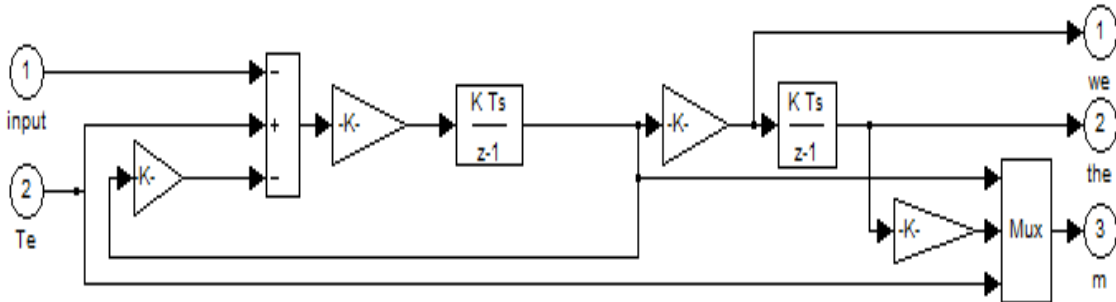 1
input
2
Te
-
+
-
K-
-K-
K Ts
z-1
-K-
K Ts
z-1
-K-
Mux
1
we
2
the
3
m